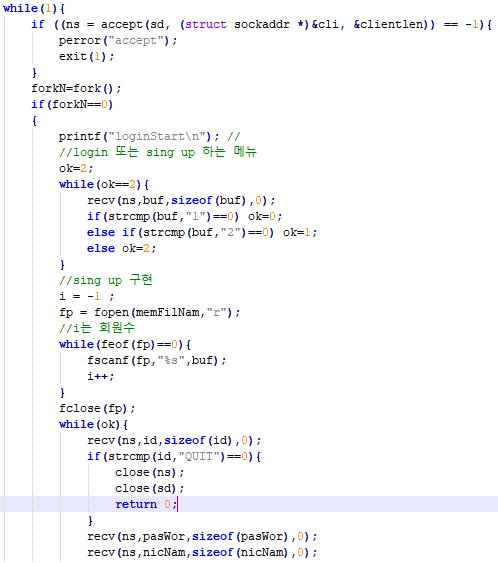 while(1){
if ((ns = accept(sd, (struct sockaddr *)&cli, &clientlen)) == -1){
perror("accept");
exit(1);
}
forkN=fork();
if(forkN==0)
{
printf("loginStart\n"); //
//login 또는 sing up 하는 메뉴
ok=2;
while(ok==2){
recv(ns,buf,sizeof(buf),0);
if(strcmp(buf,"1")==0) ok=0;
else if(strcmp(buf,"2")==0) ok=1;
else ok=2;
}
//sing up 구현
i = -1 ;
fp = fopen(memFilNam,"r");
//i는 회원수
while(feof(fp)==0){
fscanf(fp,"%s",buf);
i++;
}
fclose(fp);
while(ok){
recv(ns,id,sizeof(id),0);
if(strcmp(id,"QUIT")==0){
close(ns);
close(sd);
return 0;
}
recv(ns,pasWor,sizeof(pasWor),0);
recv(ns,nicNam,sizeof(nicNam),0);